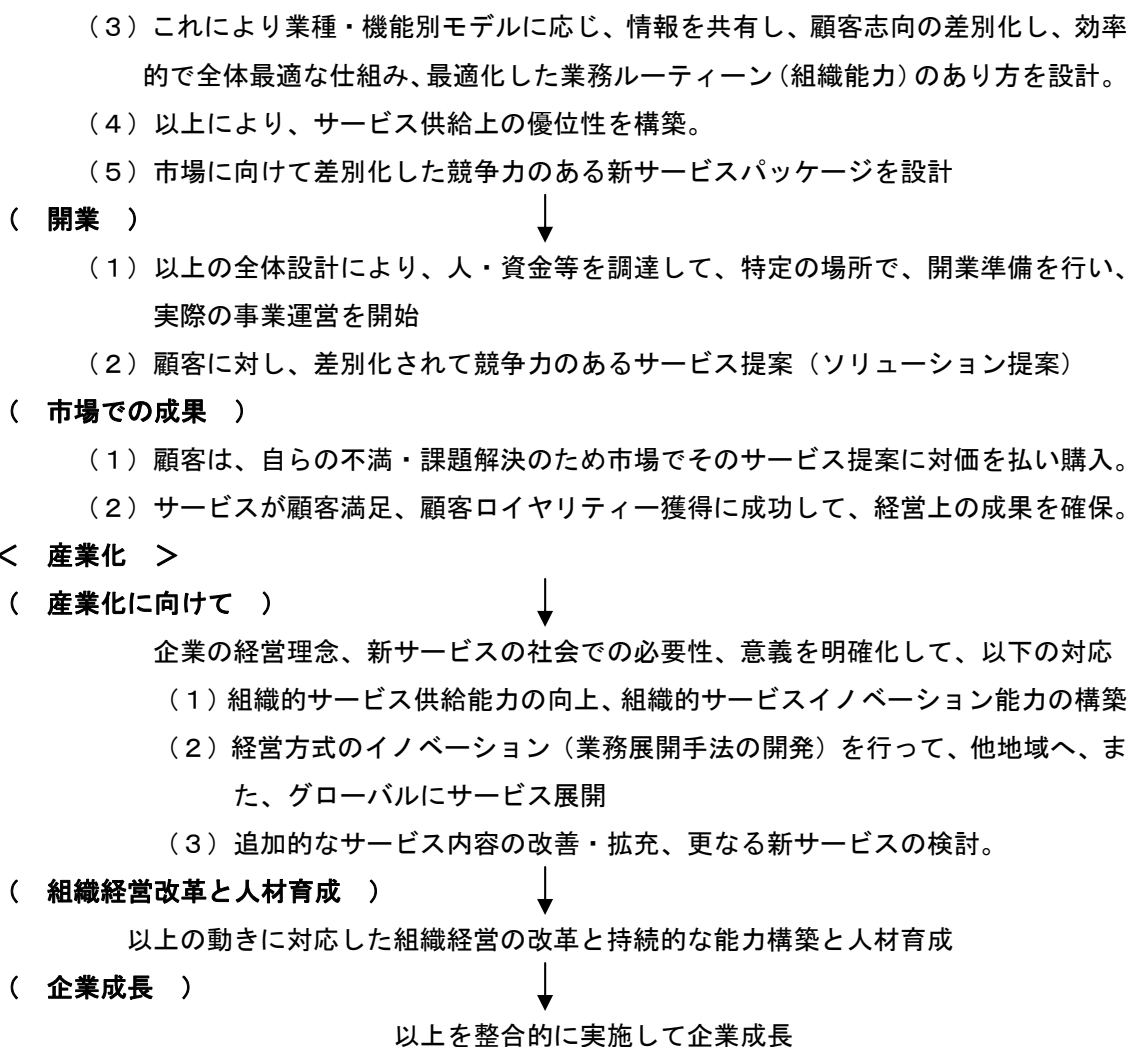 （３）これにより業種・機能別モデルに応じ、情報を共有し、顧客志向の差別化し、効率
的で全体最適な仕組み、最適化した業務ルーティーン（組織能力）のあり方を設計。
（４）以上により、サービス供給上の優位性を構築。
（５）市場に向けて差別化した競争力のある新サービスパッケージを設計
（　開業　）
（１）以上の全体設計により、人・資金等を調達して、特定の場所で、開業準備を行い、
実際の事業運営を開始
（２）顧客に対し、差別化されて競争力のあるサービス提案（ソリューション提案）
（　市場での成果　）
（１）顧客は、自らの不満・課題解決のため市場でそのサービス提案に対価を払い購入。
（２）サービスが顧客満足、顧客ロイヤリティー獲得に成功して、経営上の成果を確保。
＜　産業化　＞
（　産業化に向けて　）
企業の経営理念、新サービスの社会での必要性、意義を明確化して、以下の対応
（１）組織的サービス供給能力の向上、組織的サービスイノベーション能力の構築
（２）経営方式のイノベーション（業務展開手法の開発）を行って、他地域へ、ま
た、グローバルにサービス展開
（３）追加的なサービス内容の改善・拡充、更なる新サービスの検討。
（　組織経営改革と人材育成　）
以上の動きに対応した組織経営の改革と持続的な能力構築と人材育成
（　企業成長　）
以上を整合的に実施して企業成長